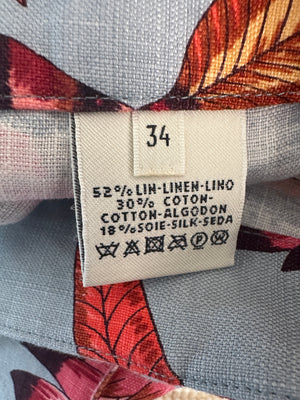 34
52% LIN-LINEN-LINO
30% COTON-
COTTON-ALGODON
18% SOIE-SILK-SEDA